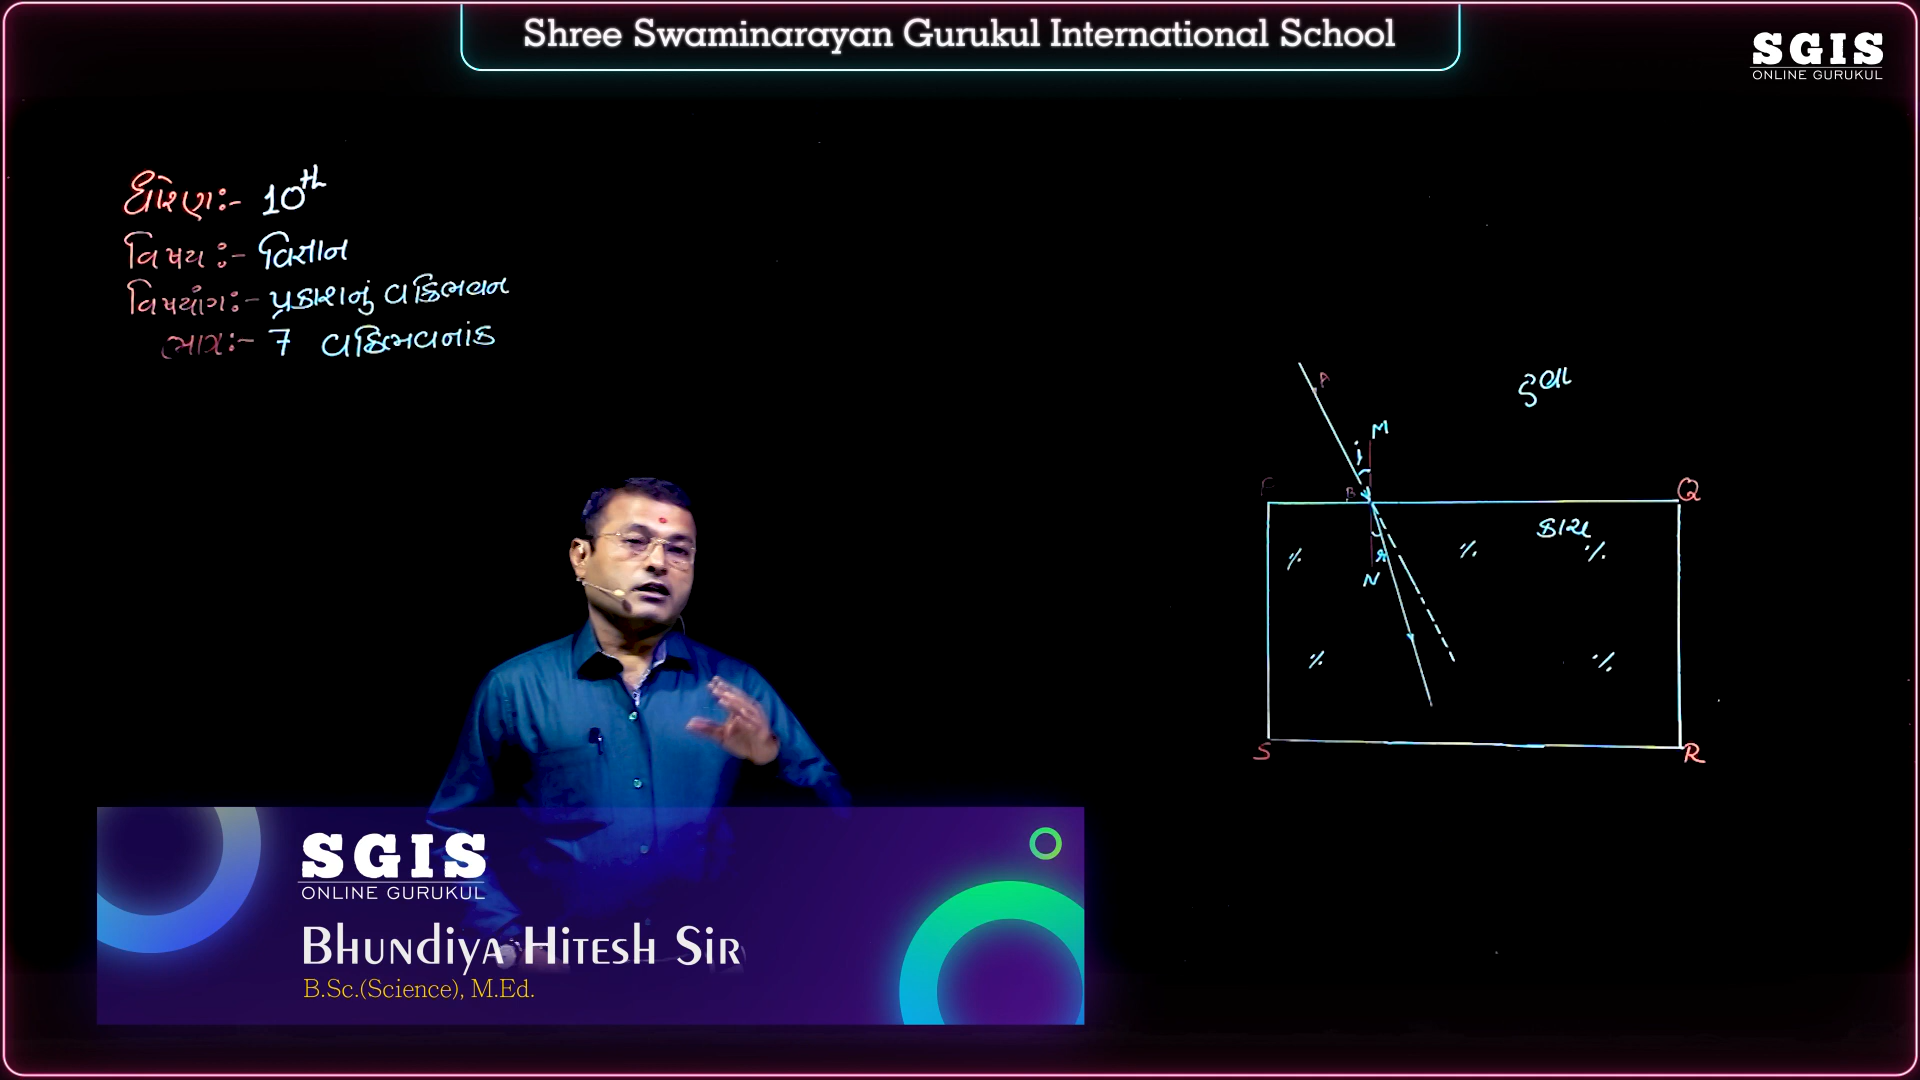 Shree Swaminarayan Gurukul International School
SGIS
ONLINE GURUKUL
ધોરણ:- 10th
વિષય:- વિજ્ઞાન
વિષયાંગ:- પ્રકાશનું વક્રીભવન
ભાગ:- 7 વક્રીભવનાંક
A
હવા
M
i
P
B
Q
કાચ
r
N
S
R
SGIS
ONLINE GURUKUL
Bhundiya Hitesh Sir
B.Sc.(Science), M.Ed.